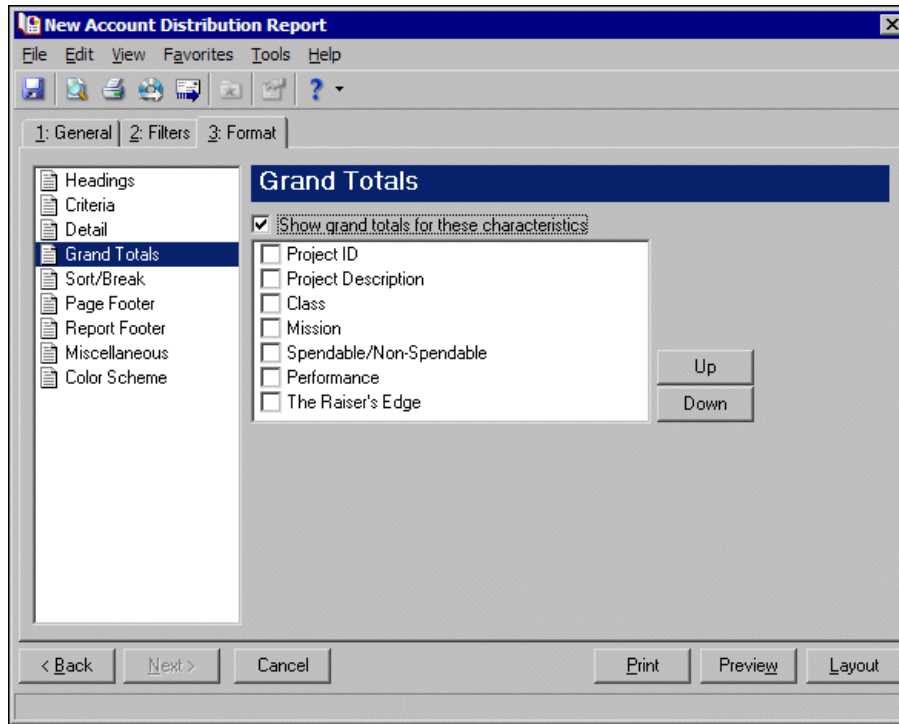 New Account Distribution Report
File Edit View Favorites Tools Help
?
1: General 2: Filters 3: Format
Headings
Criteria
Detail
Grand Totals
Sort/Break
Page Footer
Report Footer
Miscellaneous
Color Scheme
Grand Totals
Show grand totals for these characteristics
Project ID
Project Description
Class
Mission
Spendable/Non-Spendable
Performance
The Raiser's Edge
Up
Down
< Back Next > Cancel Print Preview Layout